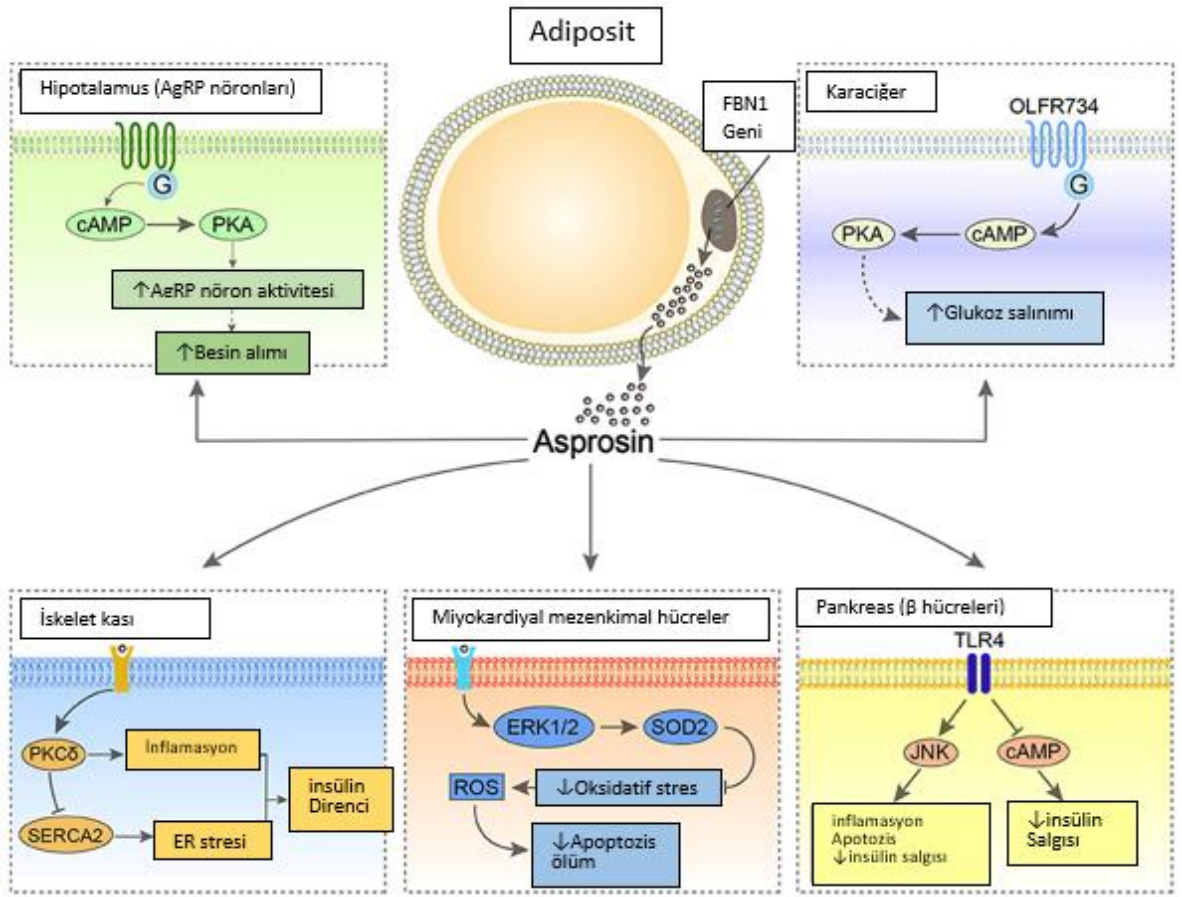 Adiposit
Hipotalamus (AgRP nöronları)
G
cAMP
PKA
↑AgRP nöron aktivitesi
↑Besin alımı
FBN1
Geni
Karaciğer
OLFR734
G
PKA
cAMP
↑Glukoz salınımı
Asprosin
İskelet kası
PKCδ
İnflamasyon
SERCA2
ER stresi
insülin
Direnci
Miyokardiyal mezenkimal hücreler
ERK1/2
SOD2
ROS
↓Oksidatif stres
↓Apoptozis
ölüm
Pankreas (β hücreleri)
TLR4
JNK
cAMP
inflamasyon
Apotozis
↓insülin salgısı
↓insülin
Salgısı